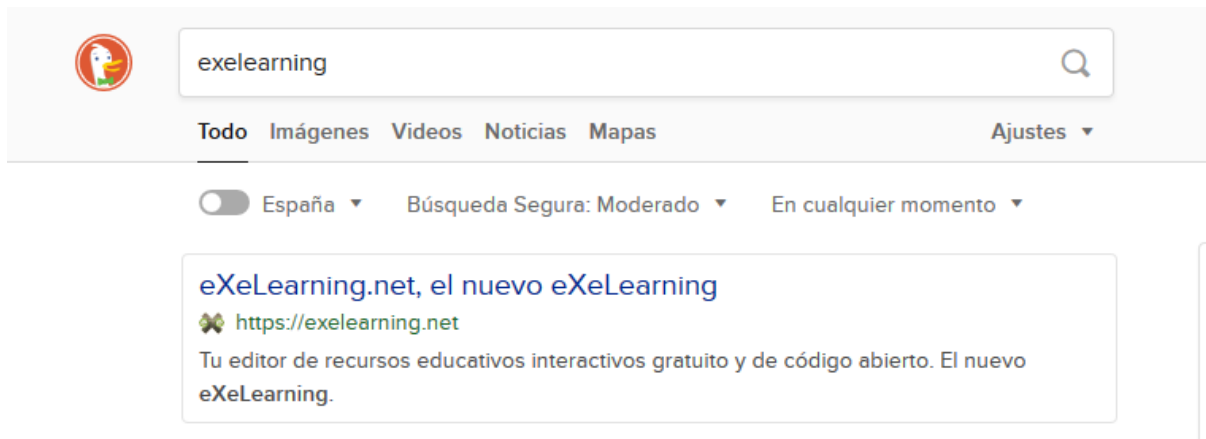 exelearning
Todo Imágenes Videos Noticias Mapas Ajustes
España Búsqueda Segura: Moderado En cualquier momento
eXeLearning.net, el nuevo eXeLearning
https://exelearning.net
Tu editor de recursos educativos interactivos gratuito y de código abierto. El nuevo
eXeLearning.